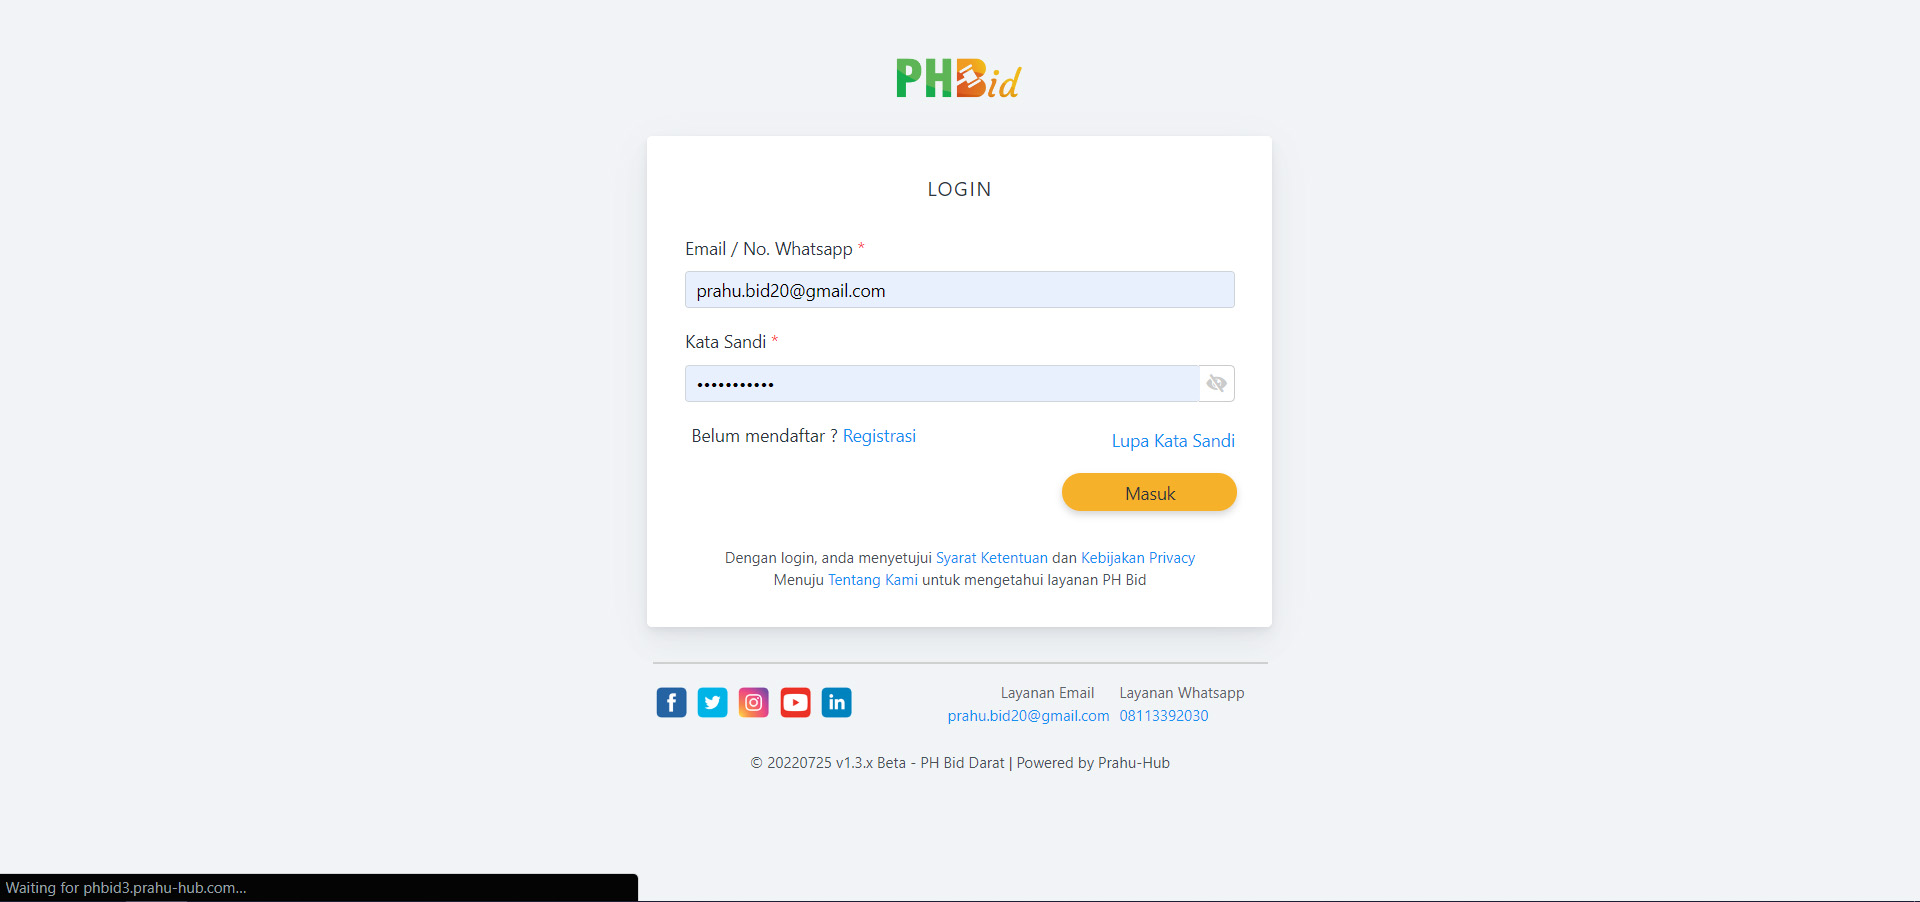 PHBid
LOGIN
Email / No. Whatsapp *
prahu.bid20@gmail.com
Kata Sandi *
•••••••••••
Belum mendaftar ? Registrasi
Lupa Kata Sandi
Masuk
Dengan login, anda menyetujui Syarat Ketentuan dan Kebijakan Privacy
Menuju Tentang Kami untuk mengetahui layanan PH Bid
Layanan Email
prahu.bid20@gmail.com
Layanan Whatsapp
08113392030
© 20220725 v1.3.x Beta - PH Bid Darat | Powered by Prahu-Hub
Waiting for phbid3.prahu-hub.com...